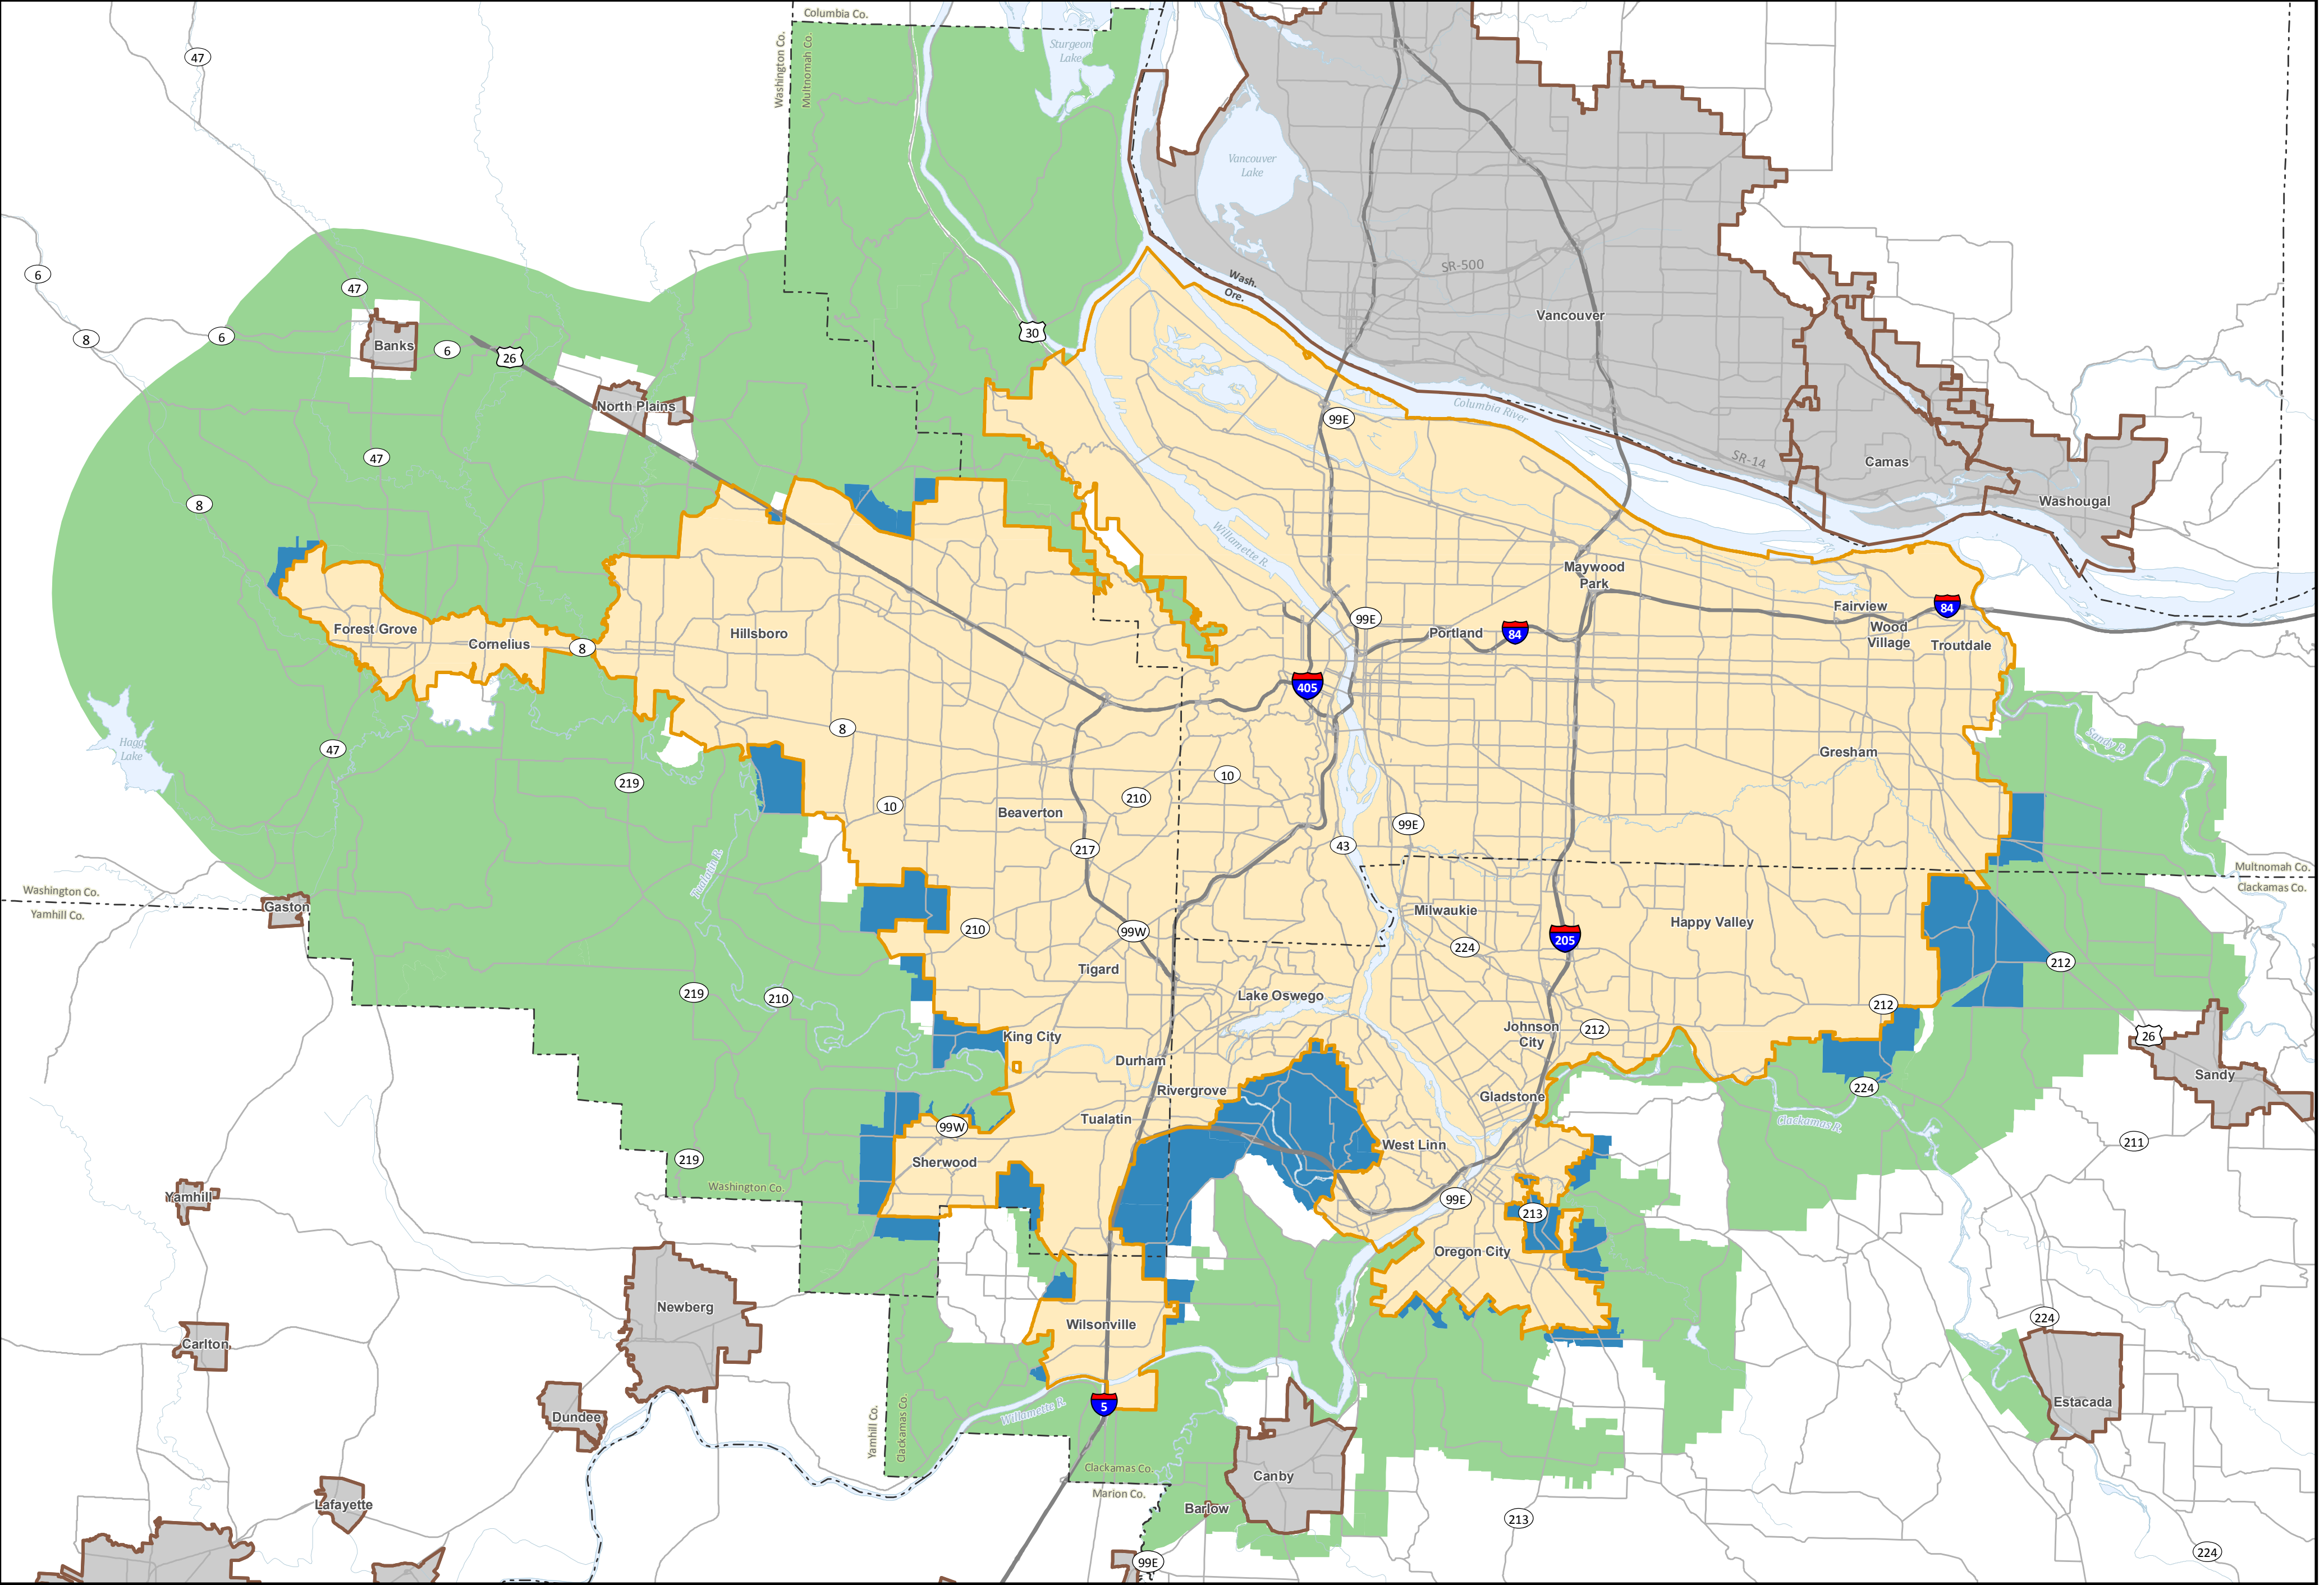 Columbia Co.
Washington Co.
Multnomah Co.
Sturgeon
Lake
47
Vancouver
Lake
6
47
Wash.
Ore.
SR-500
Vancouver
30
8
6
Banks
6
26
North Plains
99E
Columbia River
47
SR-14
Camas
Washougal
8
Willamette R.
Maywood
Park
Fairview
84
Wood
Village
Troutdale
99E
Portland
84
Forest Grove
Cornelius
8
Hillsboro
405
Hagg
Lake
47
8
Sandy R.
Gresham
219
10
210
10
Beaverton
99E
217
43
Tualatin R.
Multnomah Co.
Clackamas Co.
Washington Co.
Yamhill Co.
Gaston
210
99W
Milwaukie
224
205
Happy Valley
212
Tigard
219
210
Lake Oswego
212
King City
Johnson
City
212
26
Durham
Sandy
Rivergrove
Gladstone
224
Tualatin
99W
Clackamas R.
West Linn
211
Sherwood
219
Washington Co.
Yamhill
99E
213
Oregon City
Newberg
Wilsonville
224
Carlton
Estacada
5
Willamette R.
Dundee
Yamhill Co.
Clackamas Co.
Clackamas Co.
Marion Co.
Canby
Lafayette
Barlow
213
99E
224